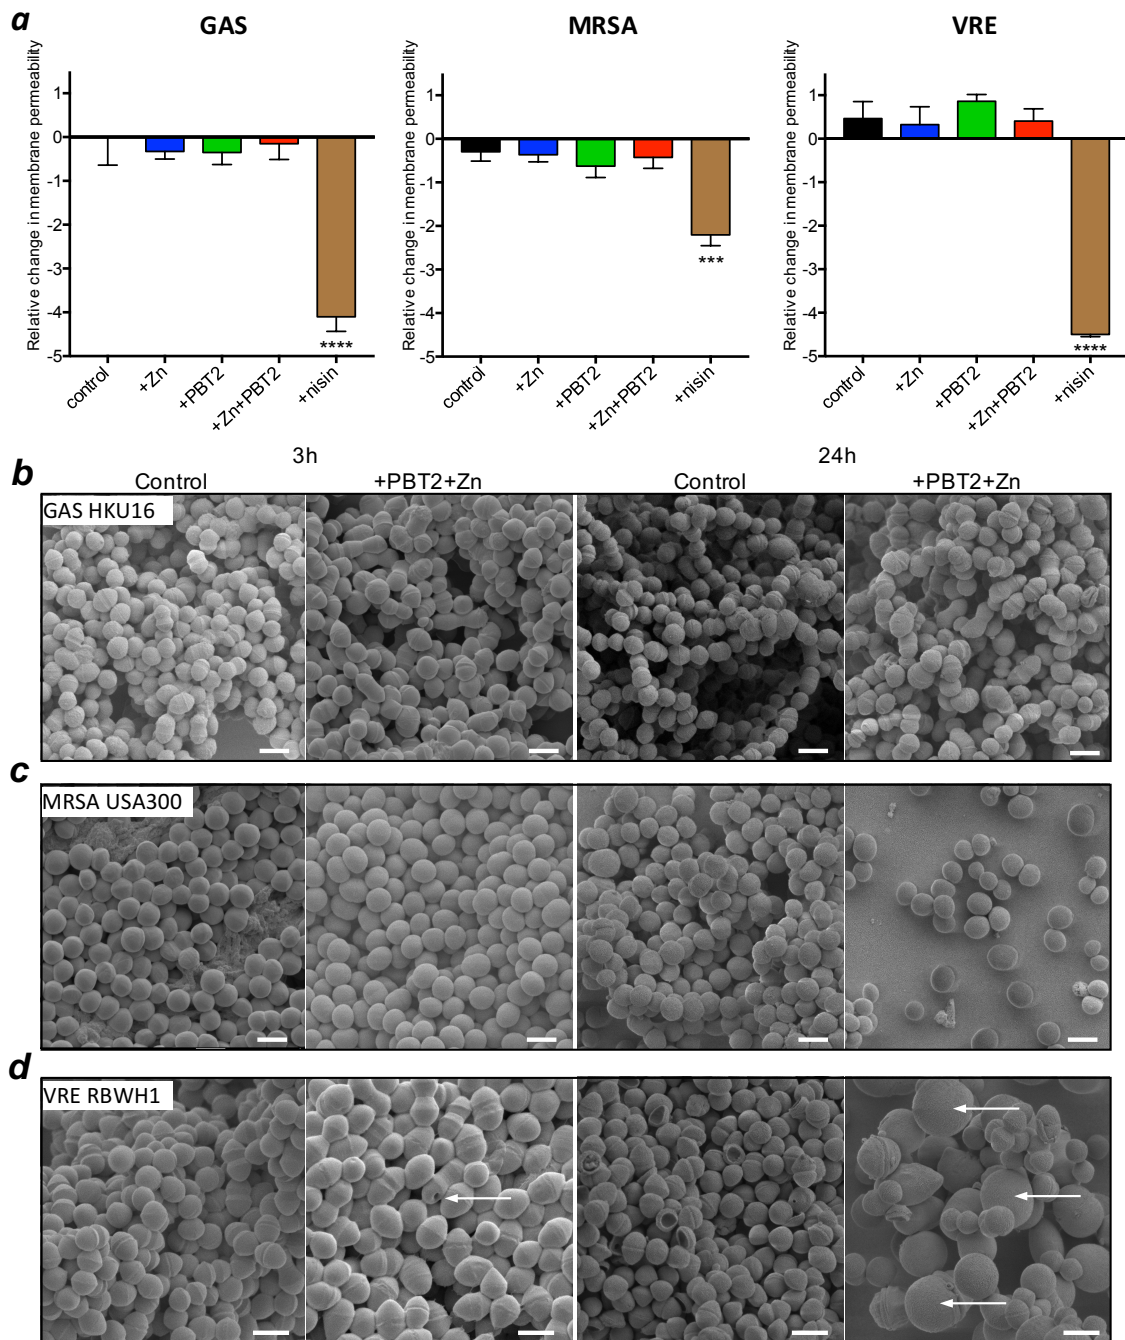 a
GAS
MRSA
VRE
Relative change in membrane permeability
1
0
-1
-2
-3
-4
-5
****
control
+Zn
+PBT2
+Zn+PBT2
+nisin
Relative change in membrane permeability
1
0
-1
-2
-3
-4
-5
***
control
+Zn
+PBT2
+Zn+PBT2
+nisin
Relative change in membrane permeability
1
0
-1
-2
-3
-4
-5
****
control
+Zn
+PBT2
+Zn+PBT2
+nisin
3h
24h
b
Control
+PBT2+Zn
Control
+PBT2+Zn
GAS HKU16
c
MRSA USA300
d
VRE RBWH1